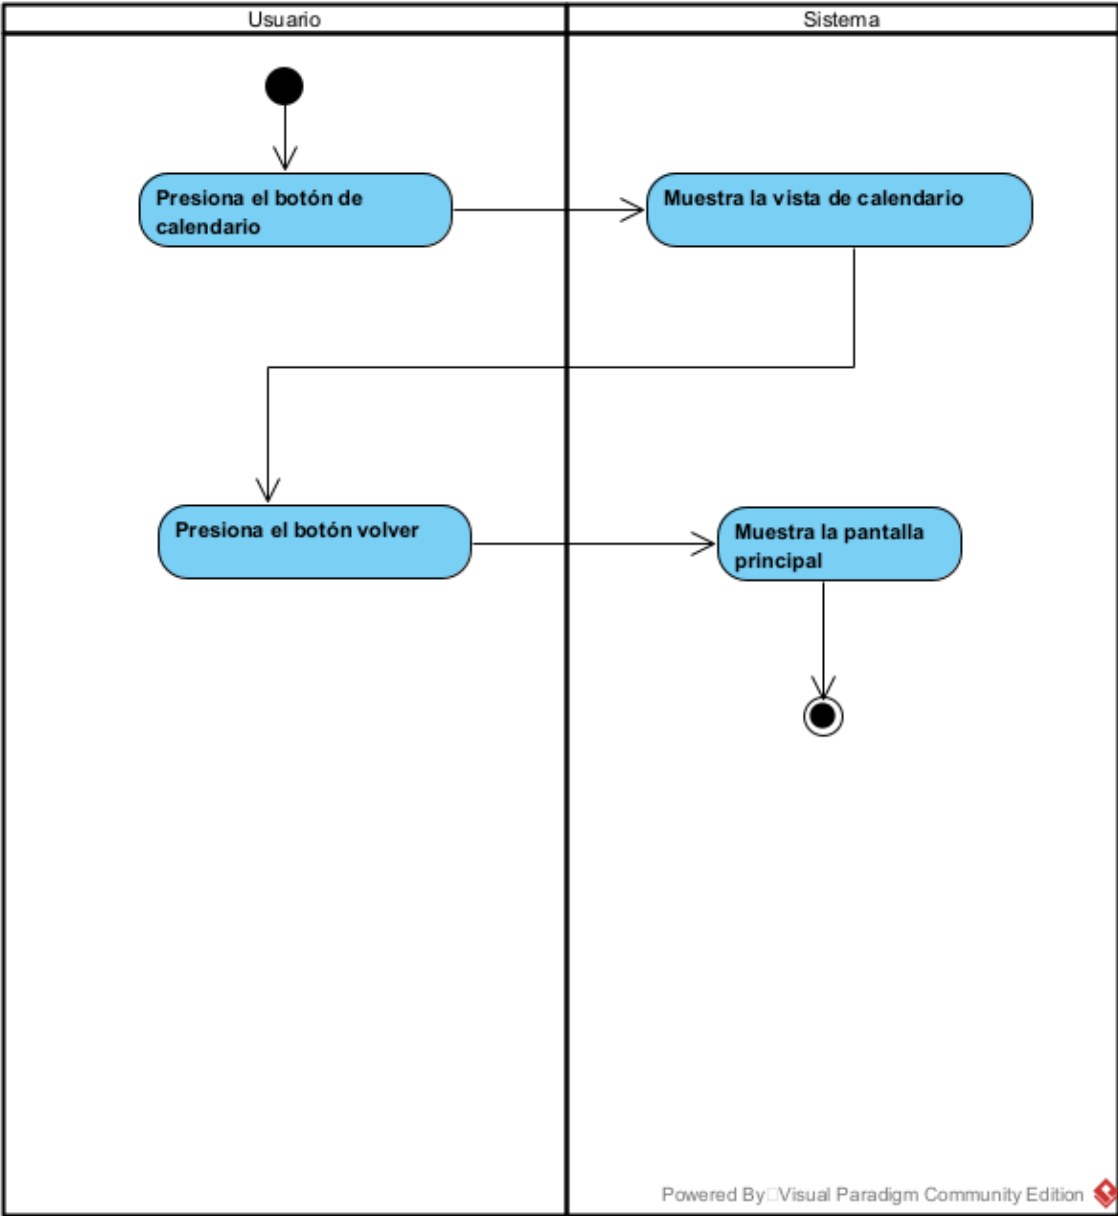 Usuario
Sistema
Presiona el botón de
calendario
Muestra la vista de calendario
Presiona el botón volver
Muestra la pantalla
principal
Powered By Visual Paradigm Community Edition